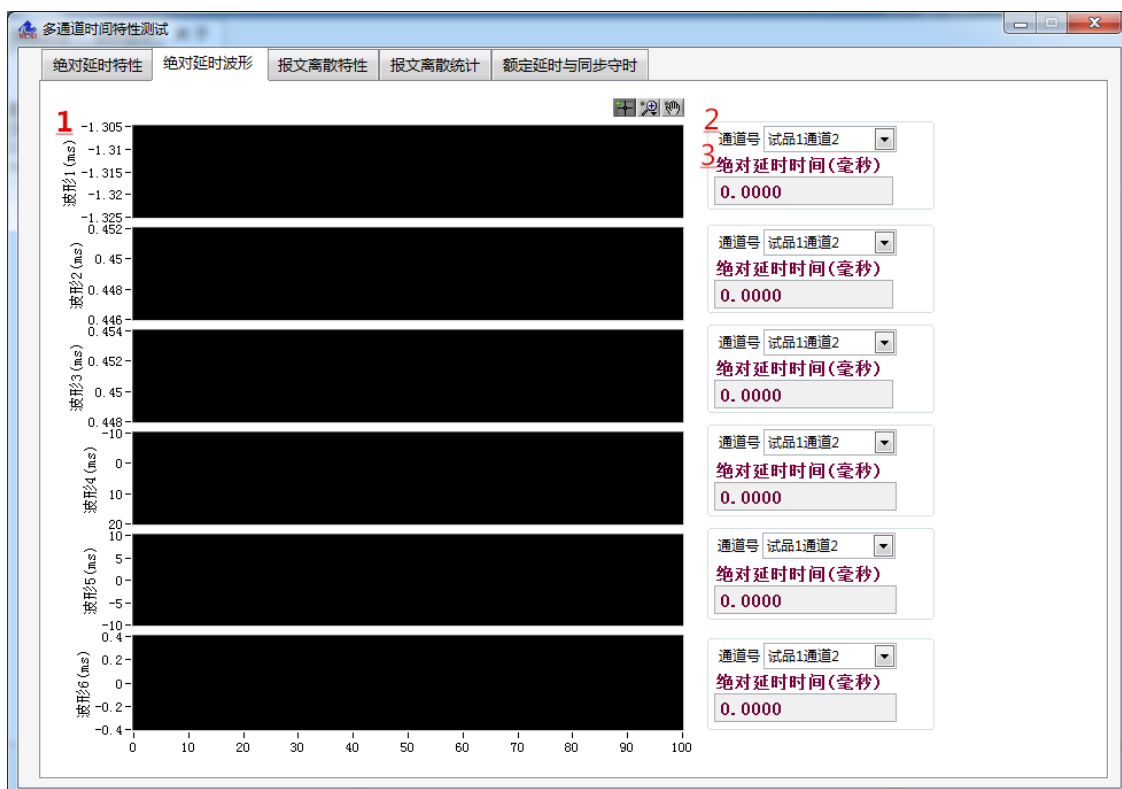 多通道时间特性测试
绝对延时特性 绝对延时波形 报文离散特性 报文离散统计 额定延时与同步守时
1
2
3
-1.305
-1.31
-1.315
-1.32
-1.325
波形1(ms)
通道号 试品1通道2
绝对延时时间(毫秒)
0.0000
0.452
0.45
0.448
0.446
波形2(ms)
通道号 试品1通道2
绝对延时时间(毫秒)
0.0000
0.454
0.452
0.45
0.448
波形3(ms)
通道号 试品1通道2
绝对延时时间(毫秒)
0.0000
-10
0
10
20
波形4(ms)
通道号 试品1通道2
绝对延时时间(毫秒)
0.0000
10
5
0
-5
-10
波形5(ms)
通道号 试品1通道2
绝对延时时间(毫秒)
0.0000
0.4
0.2
0
-0.2
-0.4
波形6(ms)
通道号 试品1通道2
绝对延时时间(毫秒)
0.0000
0 10 20 30 40 50 60 70 80 90 100